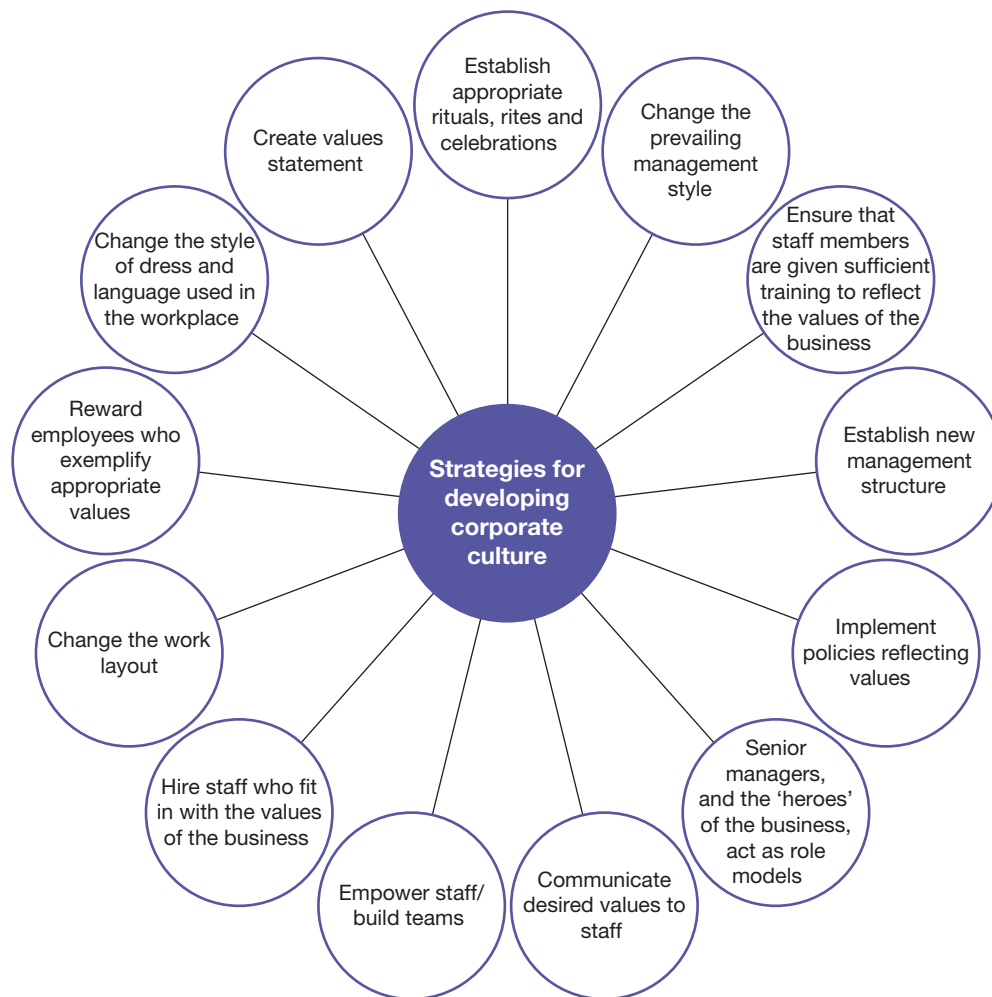 Establish
appropriate
rituals, rites and
celebrations
Change the
prevailing
management
style
Ensure that
staff members
are given sufficient
training to reflect
the values of the
business
Establish new
management
structure
Implement
policies reflecting
values
Senior
managers,
and the ‘heroes’
of the business,
act as role
models
Communicate
desired values to
staff
Empower staff/
build teams
Hire staff who fit
in with the values
of the business
Change the work
layout
Reward
employees who
exemplify
appropriate
values
Change the style
of dress and
language used in
the workplace
Create values
statement
Strategies for
developing
corporate
culture